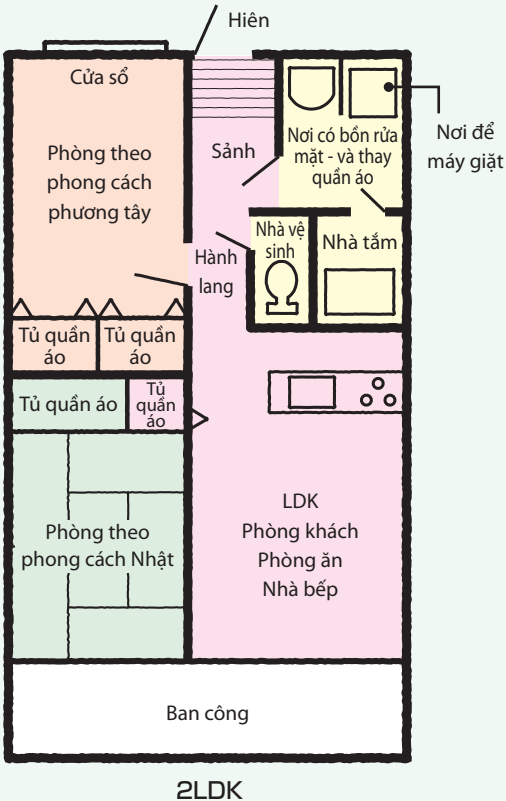 Hiên
Cửa sổ
Phòng theo
phong cách
phương tây
Sảnh
Nơi có bồn rửa
mặt - và thay
quần áo
Nơi để
máy giặt
Hành
lang
Nhà vệ
sinh
Nhà tắm
Tủ quần
áo
Tủ quần
áo
Tủ quần áo
Tủ
quần
áo
Phòng theo
phong cách Nhật
LDK
Phòng khách
Phòng ăn
Nhà bếp
Ban công
2LDK